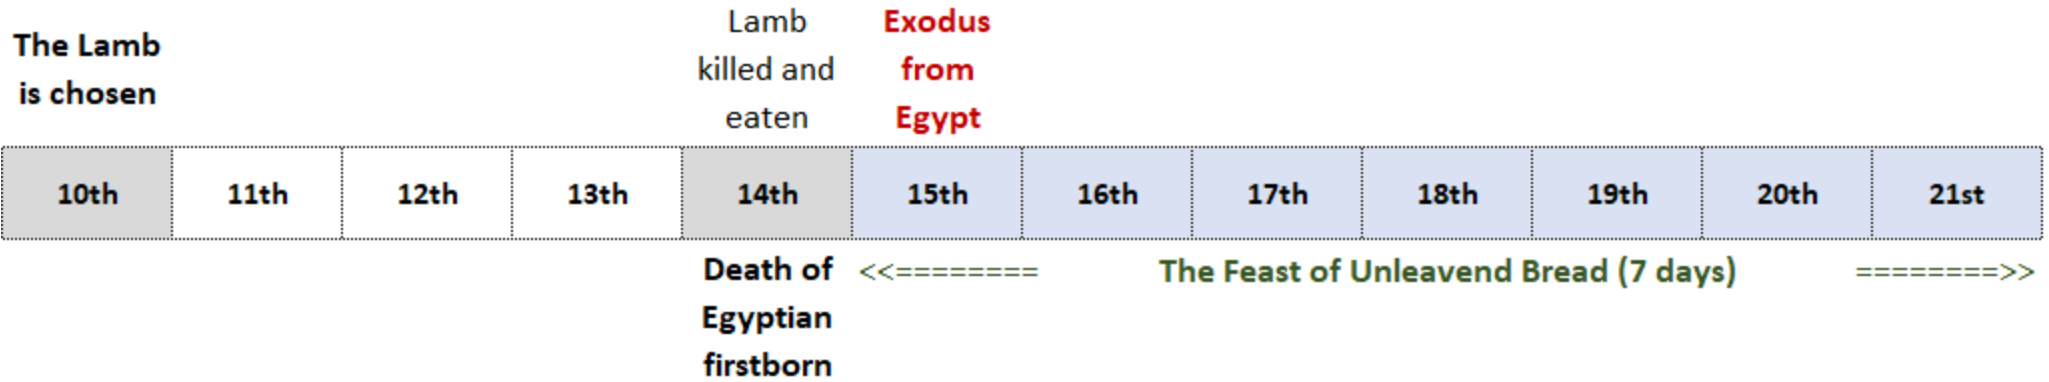 The Lamb
is chosen
Lamb
killed and
eaten
Exodus
from
Egypt
10th 11th 12th 13th 14th 15th 16th 17th 18th 19th 20th 21st
Death of
Egyptian
firstborn
<<======== The Feast of Unleavend Bread (7 days) ========>>